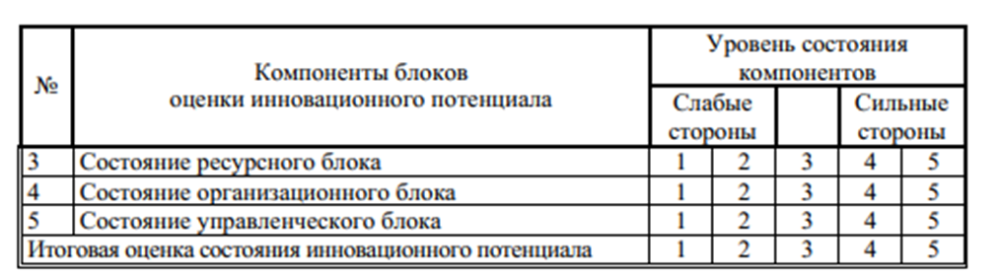 №
Компоненты блоков
оценки инновационного потенциала
Уровень состояния
компонентов
Слабые
стороны
Сильные
стороны
3 Состояние ресурсного блока 1 2 3 4 5
4 Состояние организационного блока 1 2 3 4 5
5 Состояние управленческого блока 1 2 3 4 5
Итоговая оценка состояния инновационного потенциала 1 2 3 4 5